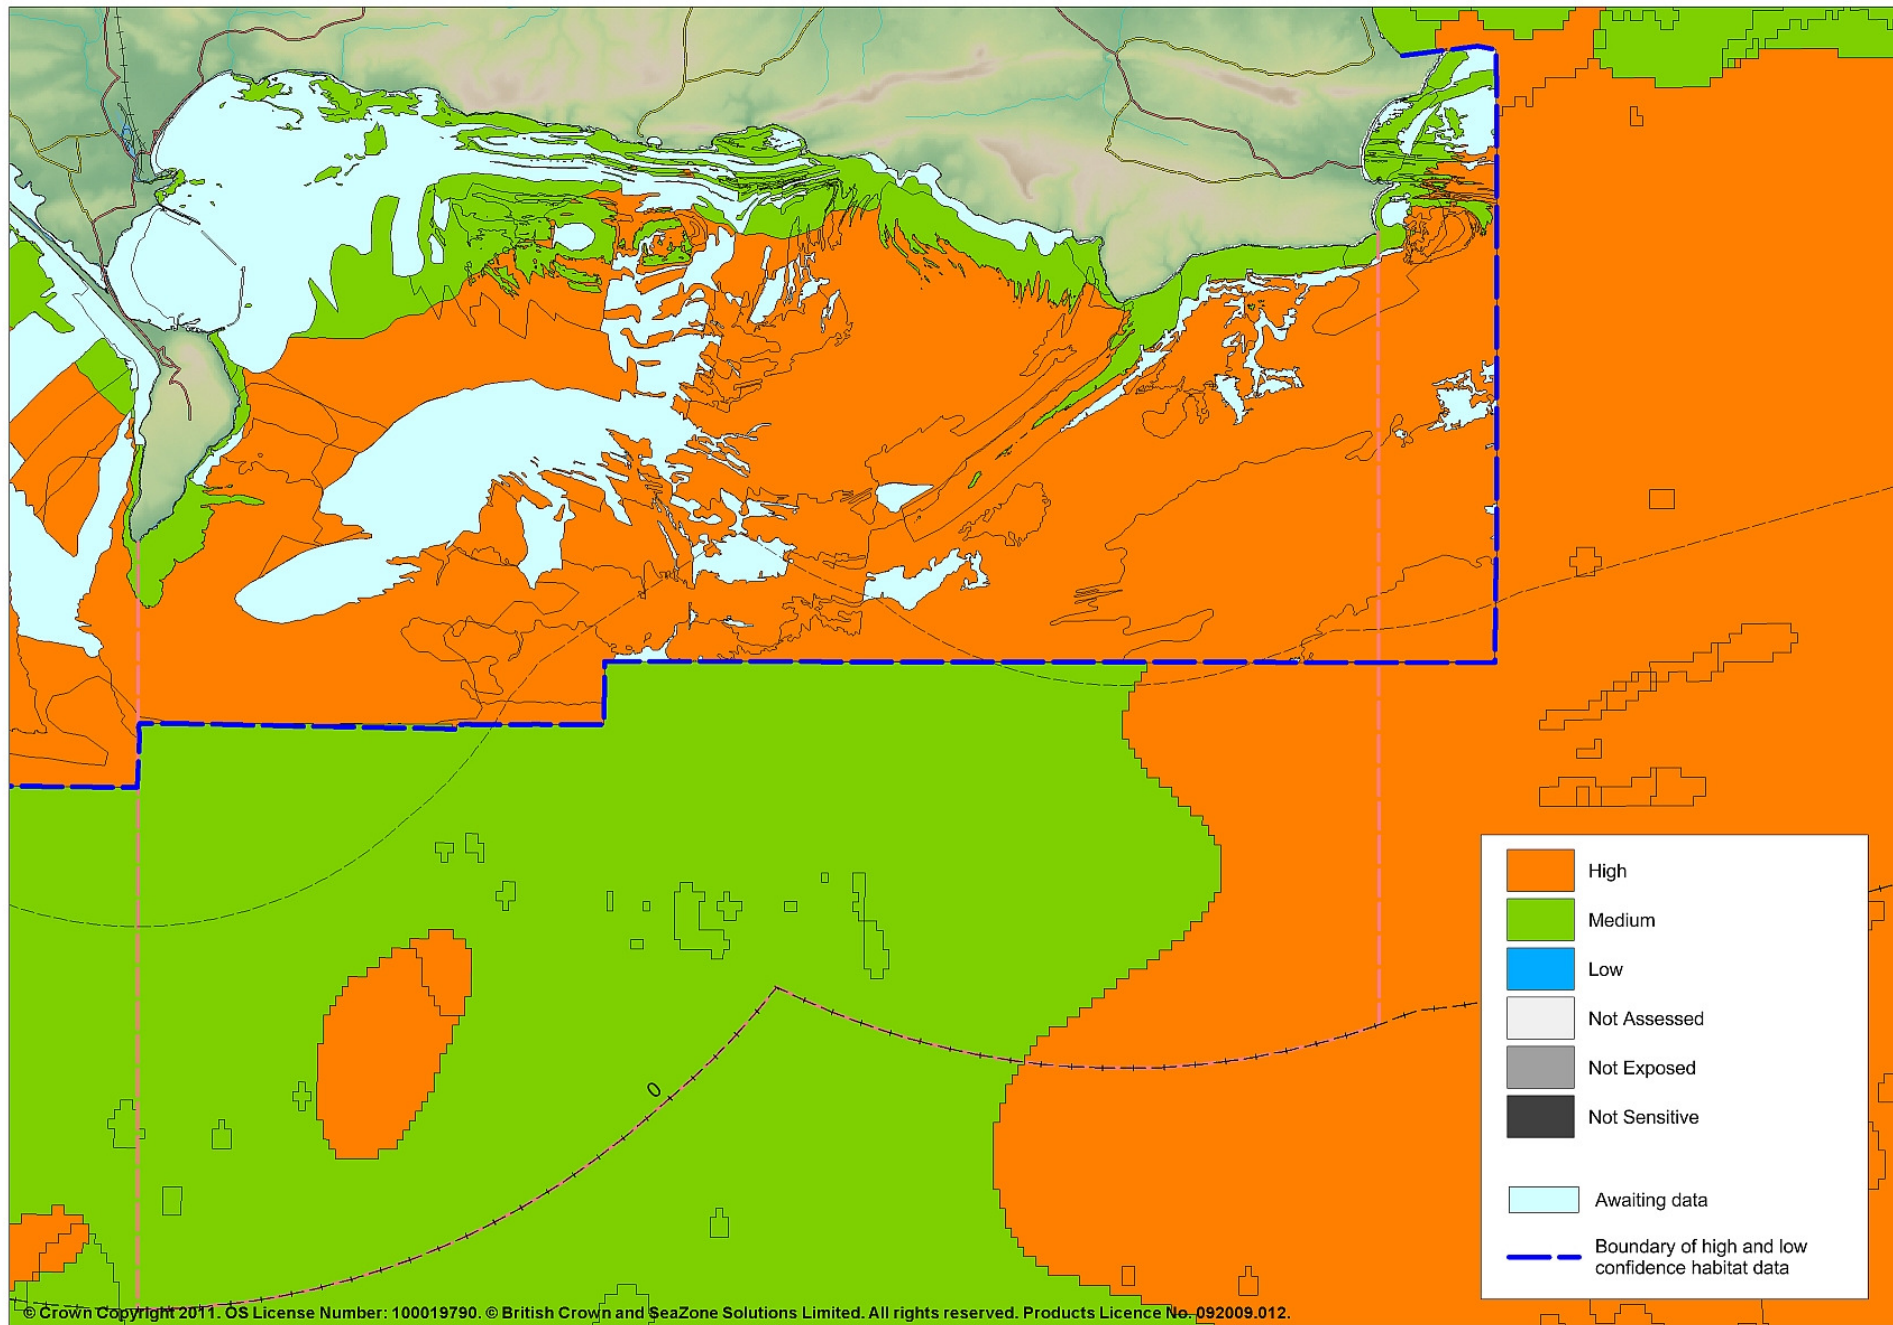 High
Medium
Low
Not Assessed
Not Exposed
Not Sensitive
Awaiting data
Boundary of high and low
confidence habitat data
0
© Crown Copyright 2011. OS License Number: 100019790. © British Crown and SeaZone Solutions Limited. All rights reserved. Products Licence No. 092009.012.